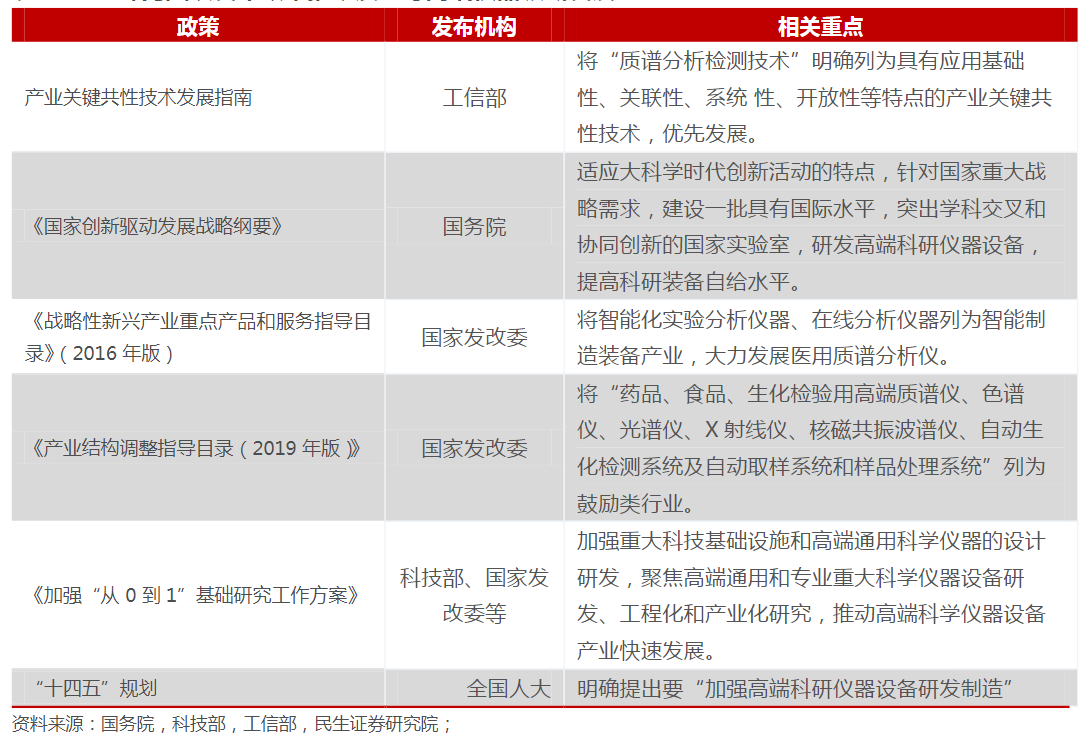 政策 发布机构 相关重点
将“质谱分析检测技术”明确列为具有应用基础
产业关键共性技术发展指南 工信部 性、关联性、系统 性、开放性等特点的产业关键共
性技术，优先发展。
适应大科学时代创新活动的特点，针对国家重大战
《国家创新驱动发展战略纲要》 国务院 略需求，建设一批具有国际水平，突出学科交叉和
协同创新的国家实验室，研发高端科研仪器设备，
提高科研装备自给水平。
《战略性新兴产业重点产品和服务指导目
录》（2016 年版）
国家发改委
将智能化实验分析仪器、在线分析仪器列为智能制
造装备产业，大力发展医用质谱分析仪。
《产业结构调整指导目录（2019 年版）》
国家发改委
将“药品、食品、生化检验用高端质谱仪、色谱
仪、光谱仪、X 射线仪、核磁共振波谱仪、自动生
化检测系统及自动取样系统和样品处理系统”列为
鼓励类行业。
《加强“从 0 到 1”基础研究工作方案》
科技部、国家发
改委等
加强重大科技基础设施和高端通用科学仪器的设计
研发，聚焦高端通用和专业重大科学仪器设备研
发、工程化和产业化研究，推动高端科学仪器设备
产业快速发展。
“十四五”规划 全国人大 明确提出要“加强高端科研仪器设备研发制造”
资料来源：国务院，科技部，工信部，民生证券研究院；